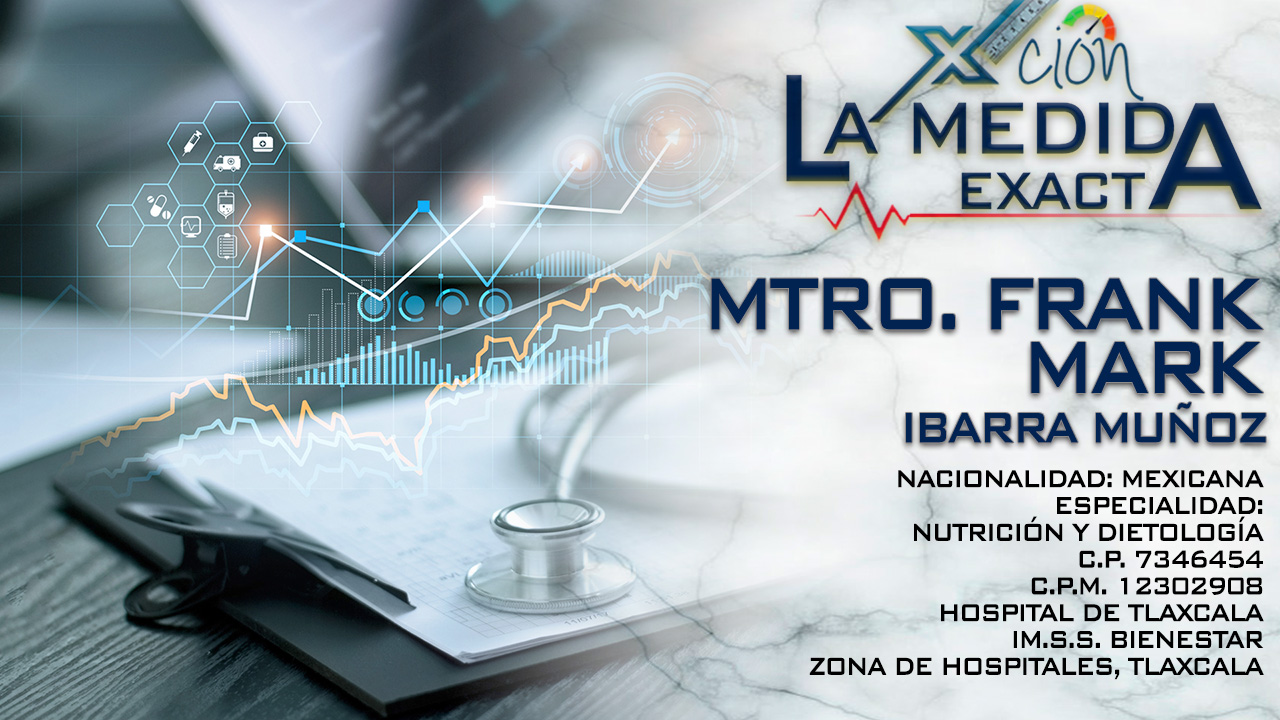 Xción
LA MEDIDA
EXACTA
MTRO. FRANK
MARK
IBARRA MUÑOZ
NACIONALIDAD: MEXICANA
ESPECIALIDAD:
NUTRICIÓN Y DIETOLOGÍA
C.P. 7346454
C.P.M. 12302908
HOSPITAL DE TLAXCALA
IM.S.S. BIENESTAR
ZONA DE HOSPITALES, TLAXCALA